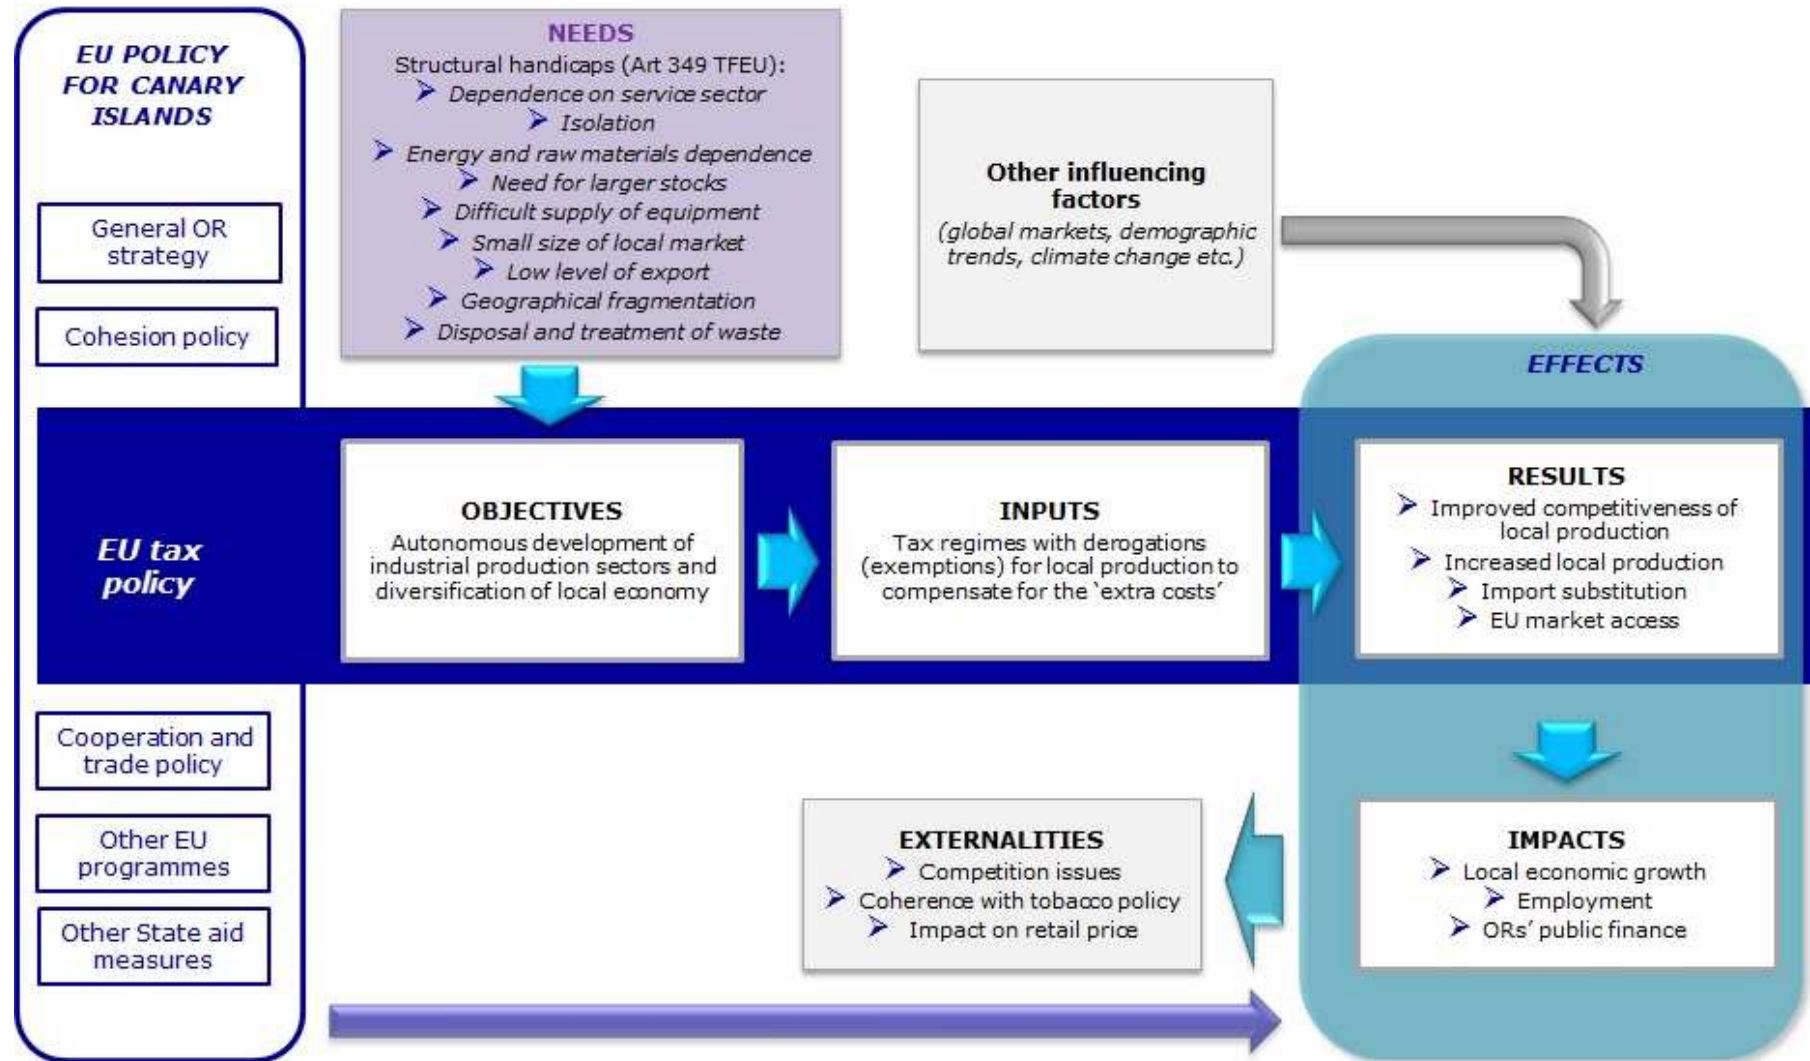 EU POLICY
FOR CANARY
ISLANDS
General OR
strategy
Cohesion policy
EU tax
policy
Cooperation and
trade policy
Other EU
programmes
Other State aid
measures
NEEDS
Structural handicaps (Art 349 TFEU):
Dependence on service sector
Isolation
Energy and raw materials dependence
Need for larger stocks
Difficult supply of equipment
Small size of local market
Low level of export
Geographical fragmentation
Disposal and treatment of waste
Other influencing
factors
(global markets, demographic
trends, climate change etc.)
EFFECTS
OBJECTIVES
Autonomous development of
industrial production sectors and
diversification of local economy
INPUTS
Tax regimes with derogations
(exemptions) for local production to
compensate for the ‘extra costs’
RESULTS
Improved competitiveness of
local production
Increased local production
Import substitution
EU market access
EXTERNALITIES
Competition issues
Coherence with tobacco policy
Impact on retail price
IMPACTS
Local economic growth
Employment
ORs’ public finance